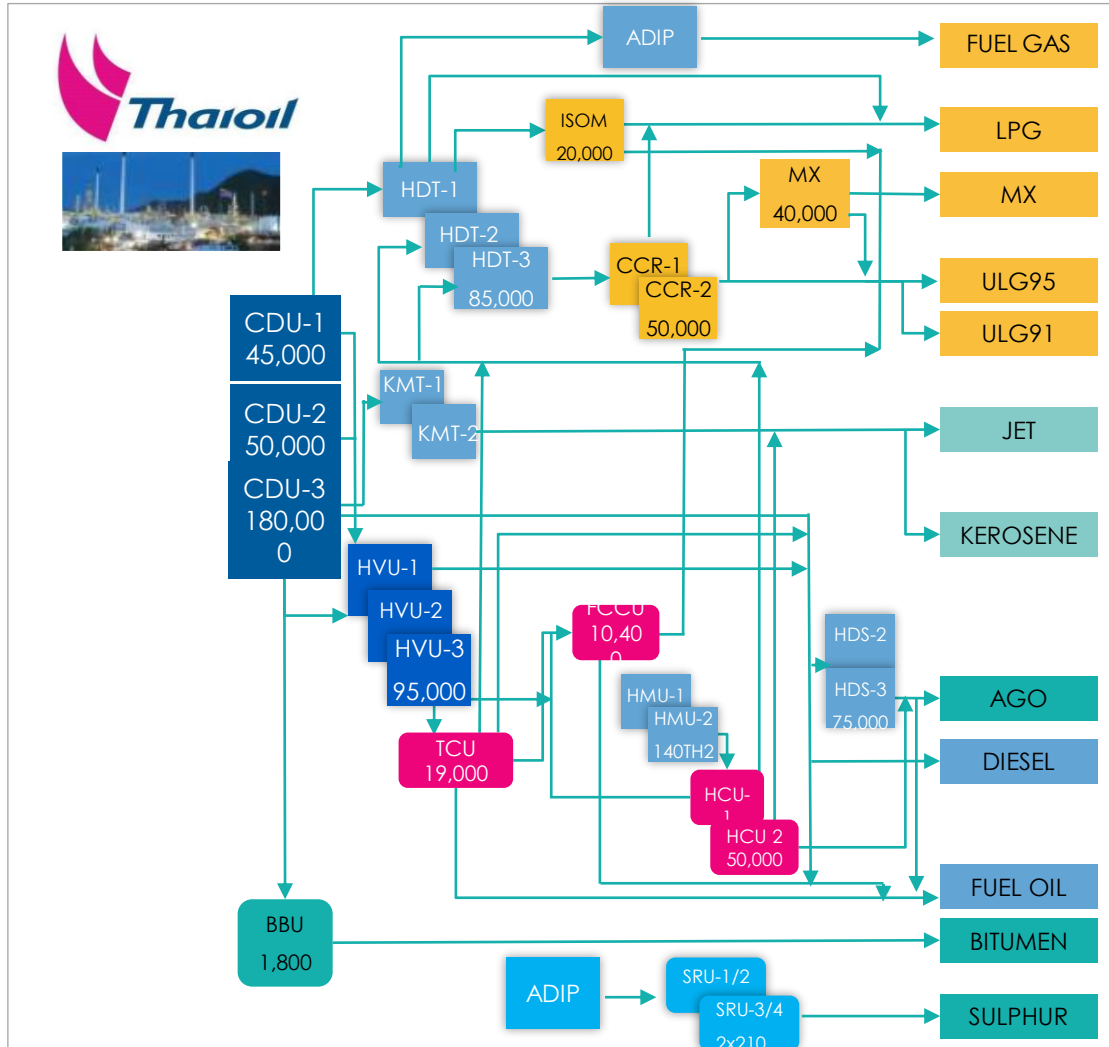 ADIP
FUEL GAS
Thaioil
ISOM
20,000
LPG
HDT-1
MX
40,000
MX
HDT-2
HDT-3
85,000
CCR-1
CCR-2
50,000
ULG95
ULG91
CDU-1
45,000
KMT-1
KMT-2
CDU-2
50,000
JET
CDU-3
180,00
0
KEROSENE
HVU-1
HVU-2
HVU-3
95,000
FCCU
10,40
0
HDS-2
HDS-3
75,000
AGO
HMU-1
HMU-2
140TH2
TCU
19,000
DIESEL
HCU-
1
HCU 2
50,000
FUEL OIL
BBU
1,800
BITUMEN
ADIP
SRU-1/2
SRU-3/4
2x210
SULPHUR